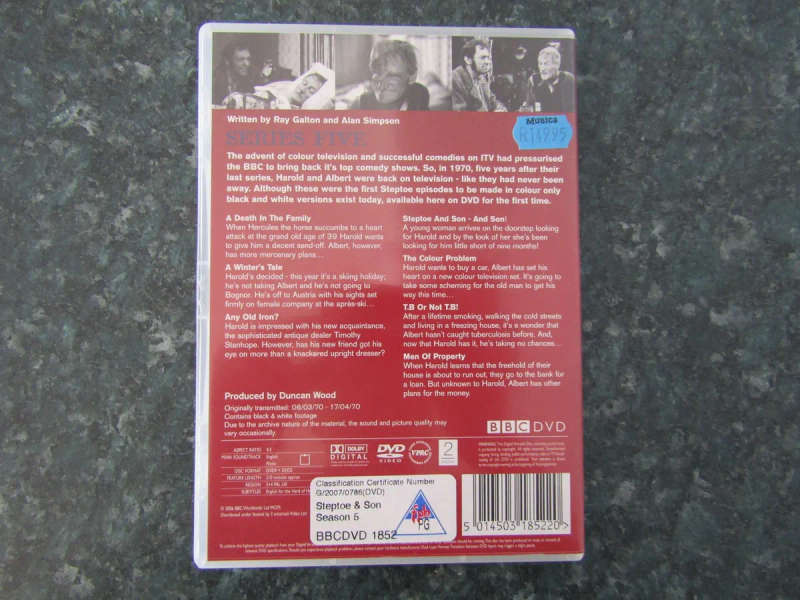 Written by Ray Galton and Alan Simpson
Musica
R149.95
SERIES FIVE
The advent of colour television and successful comedies on ITV had pressurised
the BBC to bring back it's top comedy shows. So, in 1970, five years after their
last series, Harold and Albert were back on television - like they had never been
away. Although these were the first Steptoe episodes to be made in colour only
black and white versions exist today, available here on DVD for the first time.
A Death In The Family
When Hercules the horse succumbs to a heart
attack at the grand old age of 39 Harold wants
to give him a decent send-off. Albert, however,
has more mercenary plans...
A Winter's Tale
Harold's decided - this year it's a skiing holiday;
he's not taking Albert and he's not going to
Bognor. He's off to Austria with his sights set
firmly on female company at the après-ski...
Any Old Iron?
Harold is impressed with his new acquaintance,
the sophisticated antique dealer Timothy
Stanhope. However, has his new friend got his
eye on more than a knackered upright dresser?
Steptoe And Son - And Son!
A young woman arrives on the doorstep looking
for Harold and by the look of her she's been
looking for him little short of nine months!
The Colour Problem
Harold wants to buy a car, Albert has set his
heart on a new colour television set. It's going to
take some scheming for the old man to get his
way this time...
T.B Or Not T.B!
After a lifetime smoking, walking the cold streets
and living in a freezing house, it's a wonder that
Albert hasn't caught tuberculosis before. And,
now that Harold has it, he's taking no chances...
Men Of Property
When Harold learns that the freehold of their
house is about to run out, they go to the bank for
a loan. But unknown to Harold, Albert has other
plans for the money.
Produced by Duncan Wood
Originally transmitted: 06/03/70 - 17/04/70
Contains black & white footage
Due to the archive nature of the material, the sound and picture quality may
vary occasionally.
BBC DVD
ASPECT RATIO
MAIN SOUNDTRACK English
DISC FORMAT
FEATURE LENGTH
REGION
SUBTITLES English for the Hard of
DOLBY
DIGITAL
DVD
VIDEO
VPRC
2
Classification Certificate Number
G/2007/0786(DVD)
Steptoe & Son
Season 5
BBCDVD 1852
PG
5 014503 185220